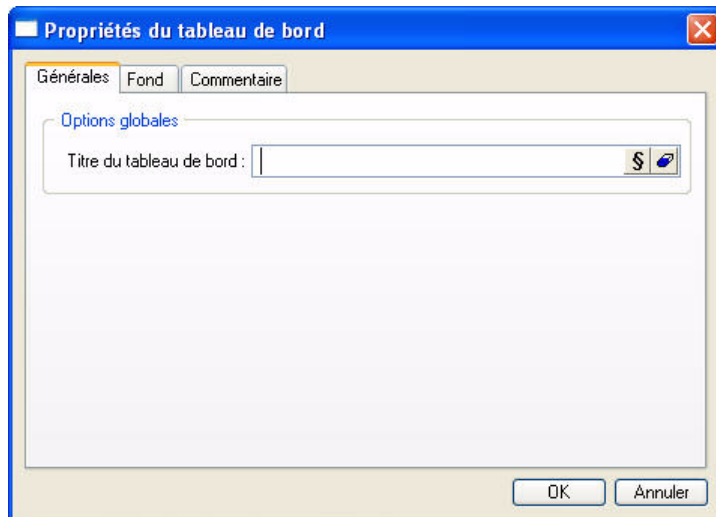 Propriétés du tableau de bord
Générales Fond Commentaire
Options globales
Titre du tableau de bord : §
OK Annuler